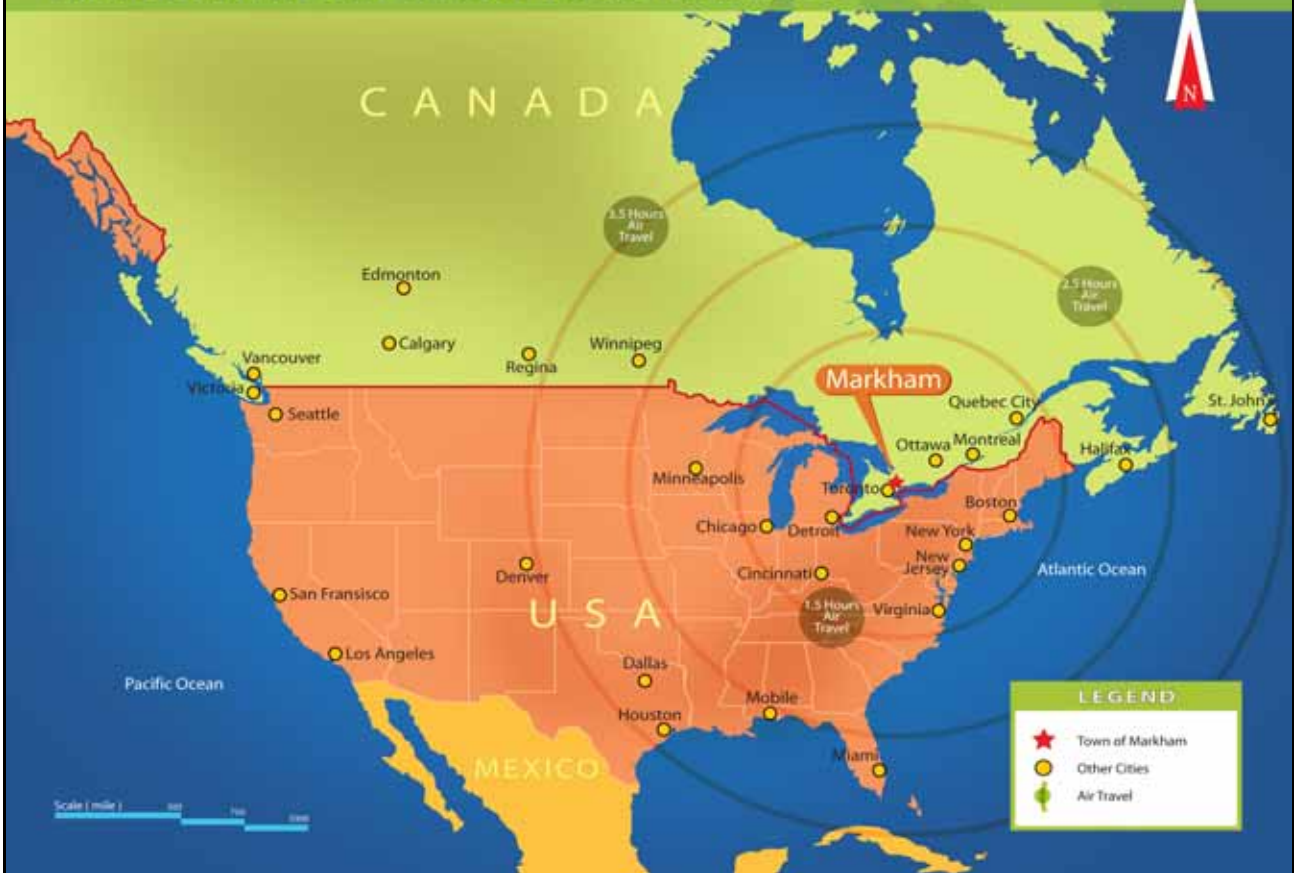 N
CANADA
3.5 Hours
Air
Travel
2.5 Hours
Air
Travel
Edmonton
Calgary
Vancouver
Regina
Winnipeg
Victoria
Seattle
Markham
Quebec City
St. John's
Ottawa
Montreal
Halifax
Minneapolis
Toronto
Boston
Chicago
Detroit
New York
New
Jersey
Denver
Cincinnati
Atlantic Ocean
San Fransisco
USA
1.5 Hours
Air
Travel
Virginia
Los Angeles
Dallas
Pacific Ocean
Mobile
Houston
Miami
MEXICO
LEGEND
Town of Markham
Other Cities
Air Travel
Scale ( mile )